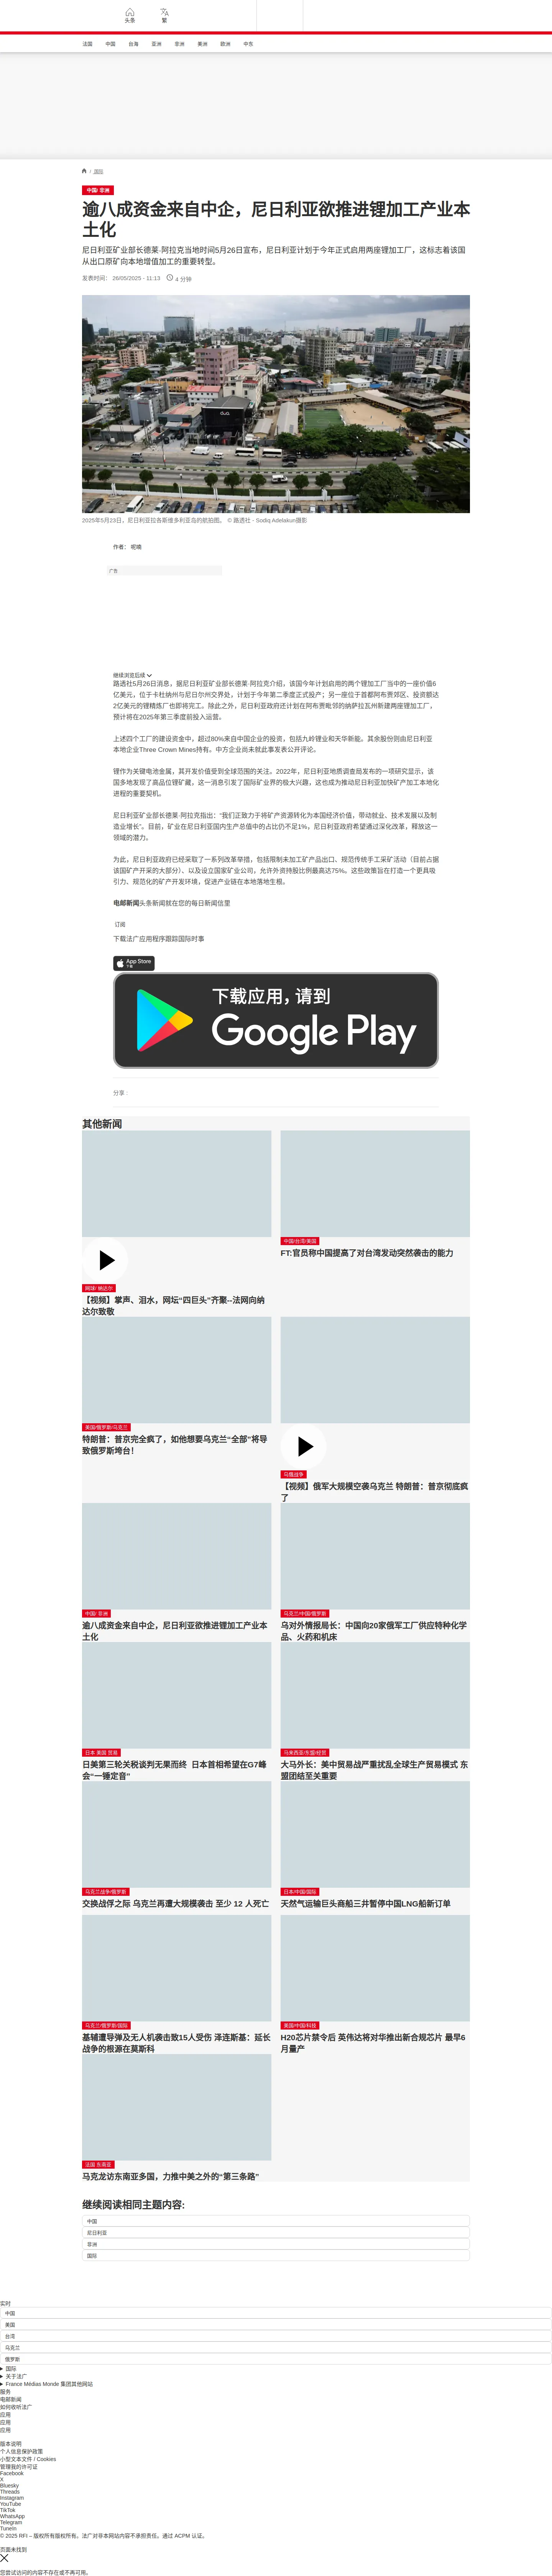 头条
繁
法国
中国
台海
亚洲
非洲
美洲
欧洲
中东
/ 国际
中国/ 非洲
逾八成资金来自中企，尼日利亚欲推进锂加工产业本
土化
尼日利亚矿业部长德莱·阿拉克当地时间5月26日宣布，尼日利亚计划于今年正式启用两座锂加工厂，这标志着该国
从出口原矿向本地增值加工的重要转型。
发表时间： 26/05/2025 - 11:13 4 分钟
dua
2025年5月23日，尼日利亚拉各斯维多利亚岛的航拍图。 © 路透社 - Sodiq Adelakun摄影
作者：
广告
继续浏览后续
路透社5月26日消息，据尼日利亚矿业部长德莱·阿拉克介绍，该国今年计划启用的两个锂加工厂当中的一座价值6
亿美元，位于卡杜纳州与尼日尔州交界处，计划于今年第二季度正式投产；另一座位于首都阿布贾郊区、投资额达
2亿美元的锂精炼厂也即将完工。除此之外，尼日利亚政府还计划在阿布贾毗邻的纳萨拉瓦州新建两座锂加工厂，
预计将在2025年第三季度前投入运营。
上述四个工厂的建设资金中，超过80%来自中国企业的投资，包括九岭锂业和天华新能。其余股份则由尼日利亚
本地企业Three Crown Mines持有。中方企业尚未就此事发表公开评论。
锂作为关键电池金属，其开发价值受到全球范围的关注。2022年，尼日利亚地质调查局发布的一项研究显示，该
国多地发现了高品位锂矿藏，这一消息引发了国际矿业界的极大兴趣，这也成为推动尼日利亚加快矿产加工本地化
进程的重要契机。
尼日利亚矿业部长德莱·阿拉克指出：“我们正致力于将矿产资源转化为本国经济价值，带动就业、技术发展以及制
造业增长”。目前，矿业在尼日利亚国内生产总值中的占比仍不足1%，尼日利亚政府希望通过深化改革，释放这一
领域的潜力。
为此，尼日利亚政府已经采取了一系列改革举措，包括限制未加工矿产品出口、规范传统手工采矿活动（目前占据
该国矿产开采的大部分）、以及设立国家矿业公司，允许外资持股比例最高达75%。这些政策旨在打造一个更具吸
引力、规范化的矿产开发环境，促进产业链在本地落地生根。
电邮新闻头条新闻就在您的每日新闻信里
订阅
下载法广应用程序跟踪国际时事
App Store
下载
下载应用，请到
Google Play
分享 :
其他新闻
网球/ 纳达尔
【视频】掌声、泪水，网坛“四巨头”齐聚--法网向纳
达尔致敬
中国/台湾/美国
FT:官员称中国提高了对台湾发动突然袭击的能力
美国/俄罗斯/乌克兰
特朗普：普京完全疯了，如他想要乌克兰“全部”将导
致俄罗斯垮台！
乌俄战争
【视频】俄军大规模空袭乌克兰 特朗普：普京彻底疯
了
中国/ 非洲
逾八成资金来自中企，尼日利亚欲推进锂加工产业本
土化
乌克兰/中国/俄罗斯
乌对外情报局长：中国向20家俄军工厂供应特种化学
品、火药和机床
日本 美国 贸易
日美第三轮关税谈判无果而终 日本首相希望在G7峰
会“一锤定音”
马来西亚/东盟/经贸
大马外长：美中贸易战严重扰乱全球生产贸易模式 东
盟团结至关重要
乌克兰战争/俄罗斯
交换战俘之际 乌克兰再遭大规模袭击 至少 12 人死亡
日本/中国/国际
天然气运输巨头商船三井暂停中国LNG船新订单
乌克兰/俄罗斯/国际
基辅遭导弹及无人机袭击致15人受伤 泽连斯基：延长
战争的根源在莫斯科
美国/中国/科技
H20芯片禁令后 英伟达将对华推出新合规芯片 最早6
月量产
法国 东南亚
马克龙访东南亚多国，力推中美之外的“第三条路”
继续阅读相同主题内容:
中国
尼日利亚
非洲
国际
实时
中国
美国
台湾
乌克兰
俄罗斯
国际
关于法广
France Médias Monde 集团其他网站
服务
电邮新闻
如何收听法广
应用
应用
应用
版本说明
个人信息保护政策
小型文本文件 / Cookies
管理我的许可证
Facebook
X
Bluesky
Threads
Instagram
YouTube
TikTok
WhatsApp
Telegram
TuneIn
© 2025 RFI – 版权所有版权所有。法广对非本网站内容不承担责任。通过 ACPM 认证。
页面未找到
您尝试访问的内容不存在或不再可用。